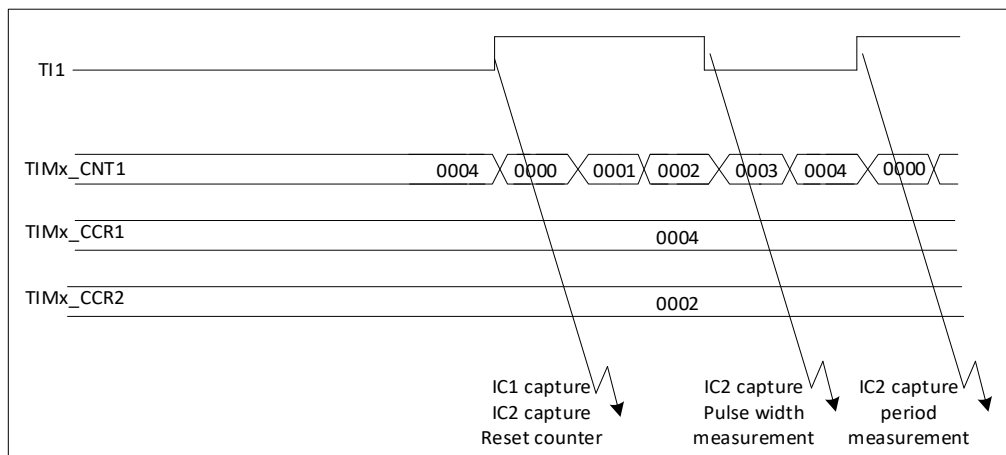 TI1
TIMx_CNT1
0004 0000 0001 0002 0003 0004 0000
TIMx_CCR1
0004
TIMx_CCR2
0002
IC1 capture
IC2 capture
Reset counter
IC2 capture
Pulse width
measurement
IC2 capture
period
measurement